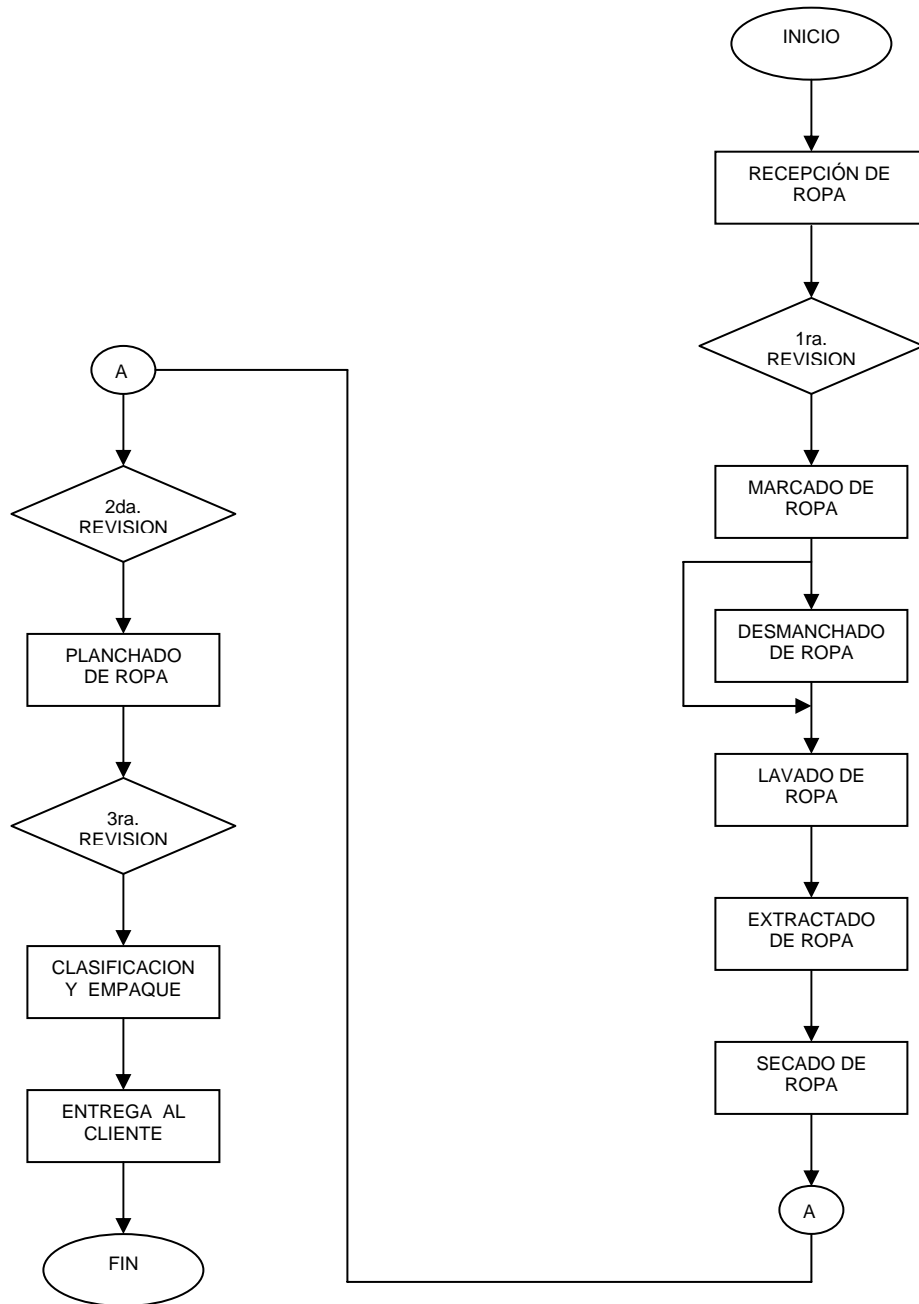 INICIO
RECEPCIÓN DE
ROPA
1ra.
REVISION
MARCADO DE
ROPA
DESMANCHADO
DE ROPA
LAVADO DE
ROPA
EXTRACTADO
DE ROPA
SECADO DE
ROPA
A
A
2da.
REVISION
PLANCHADO
DE ROPA
3ra.
REVISION
CLASIFICACION
Y EMPAQUE
ENTREGA AL
CLIENTE
FIN